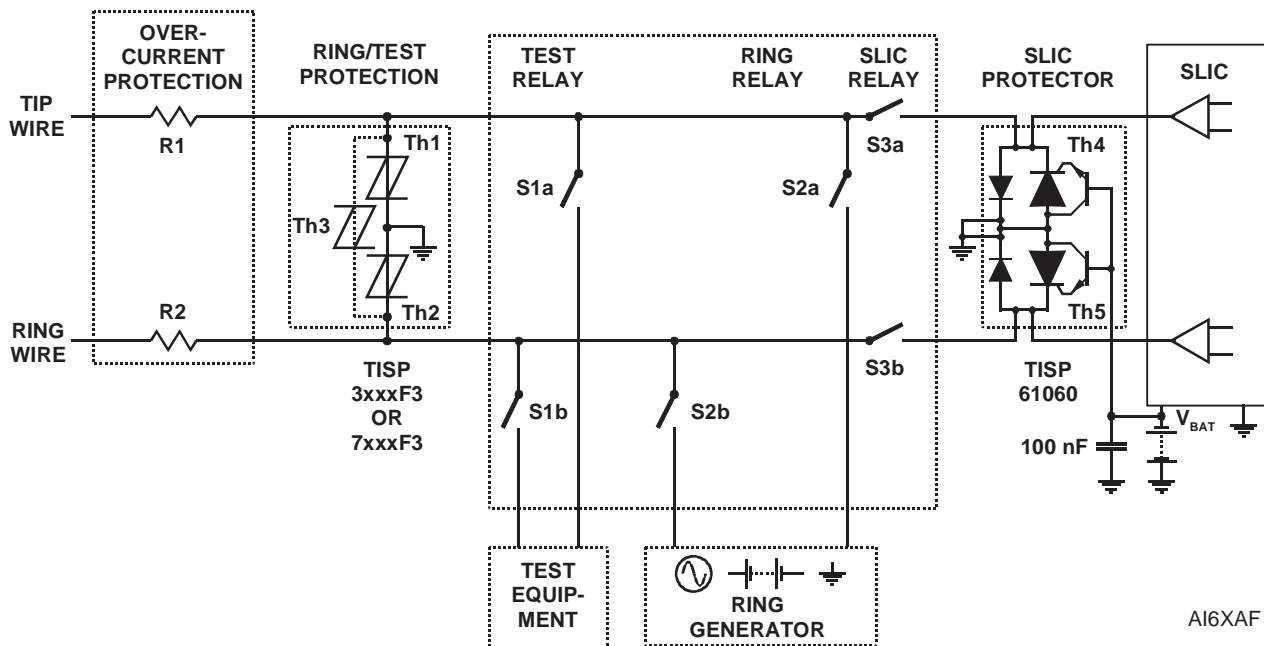 OVER-
CURRENT
PROTECTION
RING/TEST
PROTECTION
TEST
RELAY
RING
RELAY
SLIC
RELAY
SLIC
PROTECTOR
SLIC
TIP
WIRE
R1
Th1
Th3
Th2
S1a
S2a
S3a
Th4
Th5
R2
RING
WIRE
TISP
3xxxF3
OR
7xxxF3
S1b
S2b
S3b
TISP
61060
100 nF
VBAT
TEST
EQUIP-
MENT
RING
GENERATOR
AI6XAF